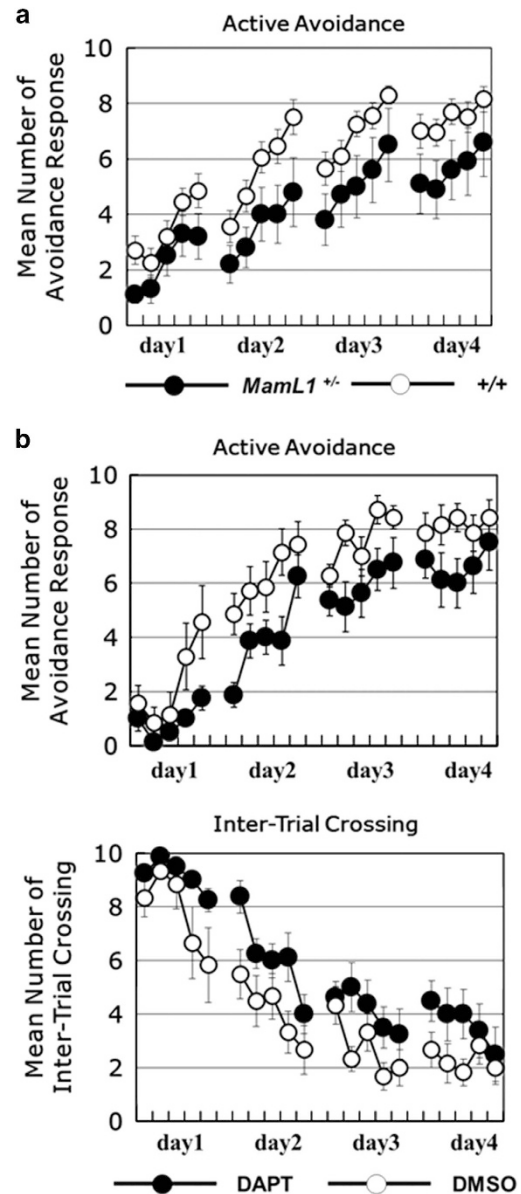 a
Active Avoidance
Mean Number of
Avoidance Response
10
8
6
4
2
0
day1 day2 day3 day4
MamL1 +/- +/+
b
Active Avoidance
Mean Number of
Avoidance Response
10
8
6
4
2
0
day1 day2 day3 day4
Inter-Trial Crossing
Mean Number of
Inter-Trial Crossing
10
8
6
4
2
0
day1 day2 day3 day4
DAPT DMSO